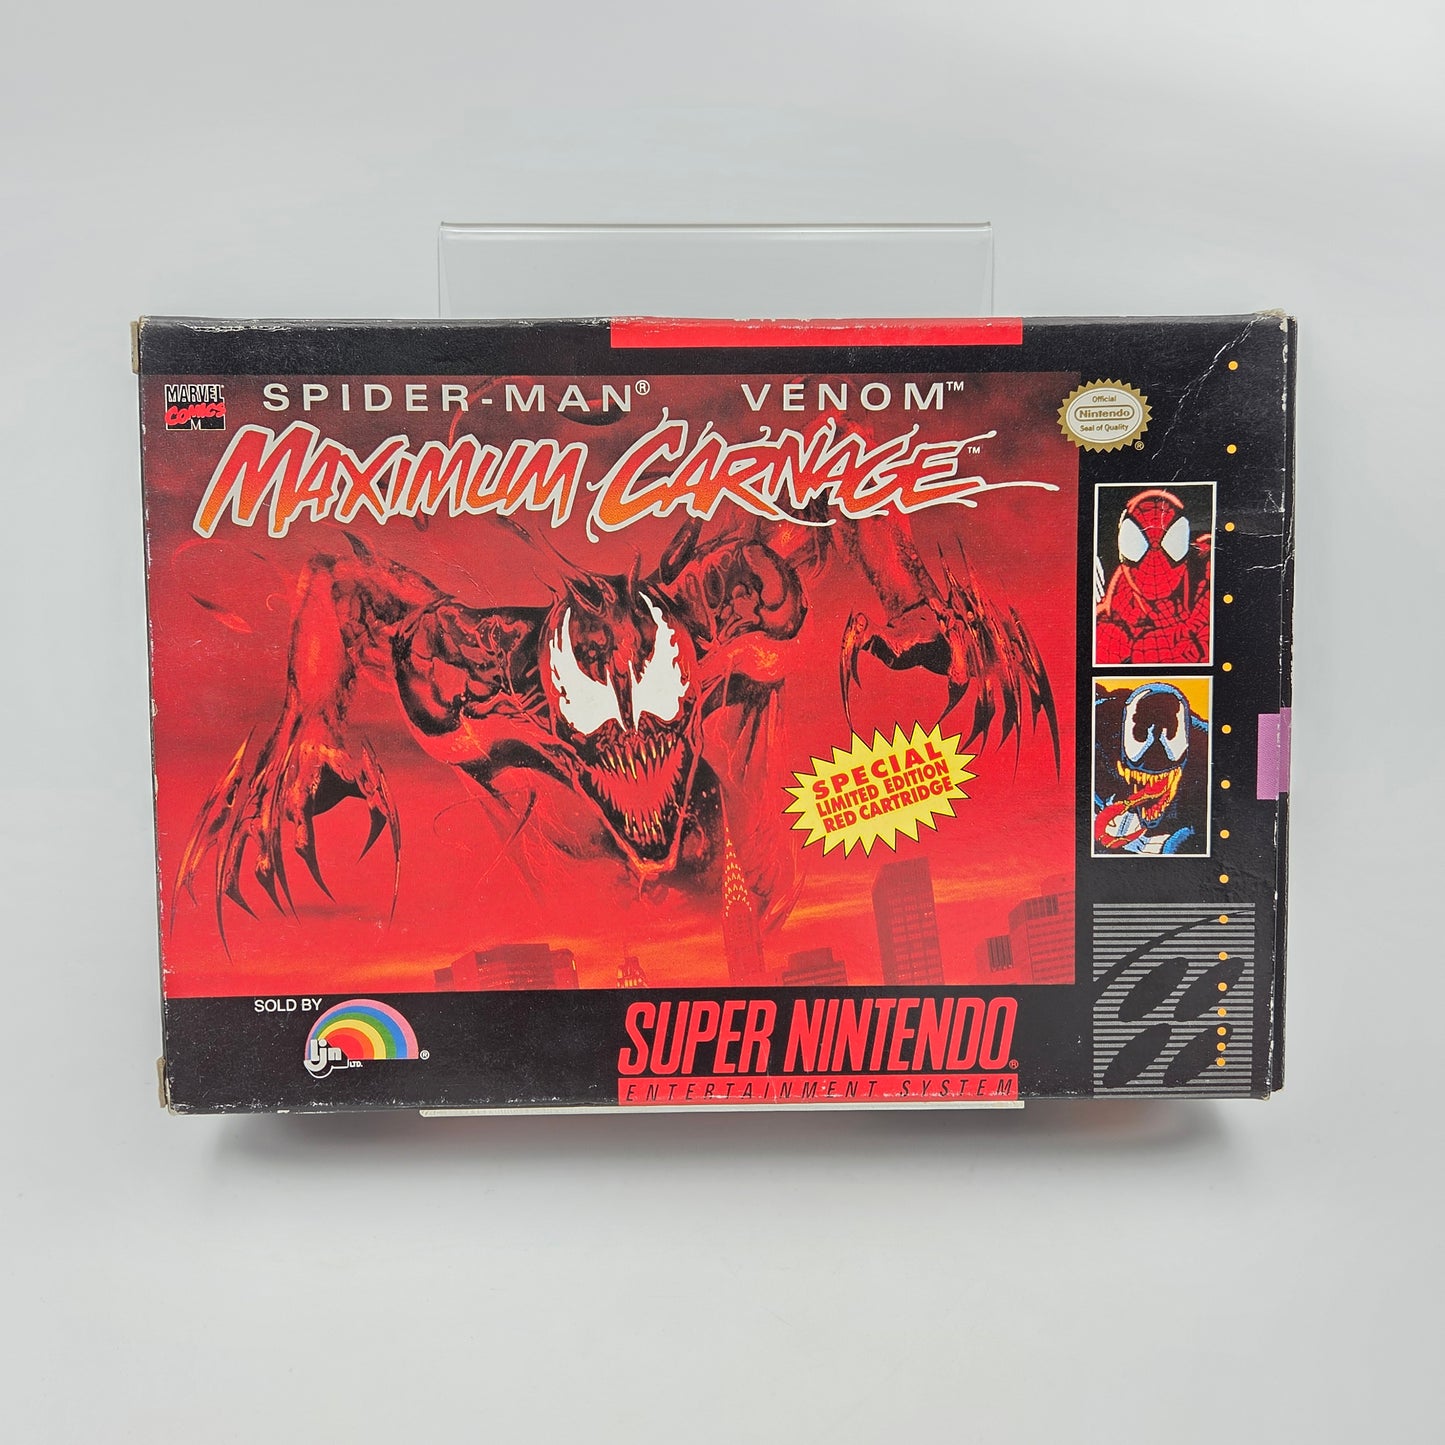 MARVEL
COMICS
M
SPIDER-MAN® VENOM™
MAXIMUM CARNAGE™
Official
Nintendo
Seal of Quality
®
SPECIAL
LIMITED EDITION
RED CARTRIDGE
SOLD BY
ljn
LTD.
®
SUPER NINTENDO®
ENTERTAINMENT SYSTEM